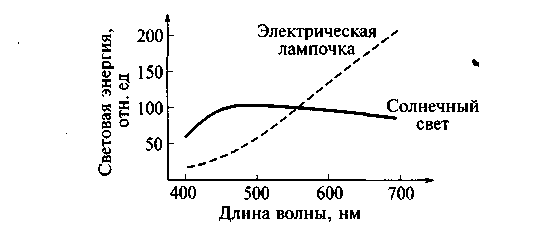 Световая энергия,
отн. ед
200
150
100
50
Электрическая
лампочка
Солнечный
свет
400
500
600
700
Длина волны, нм